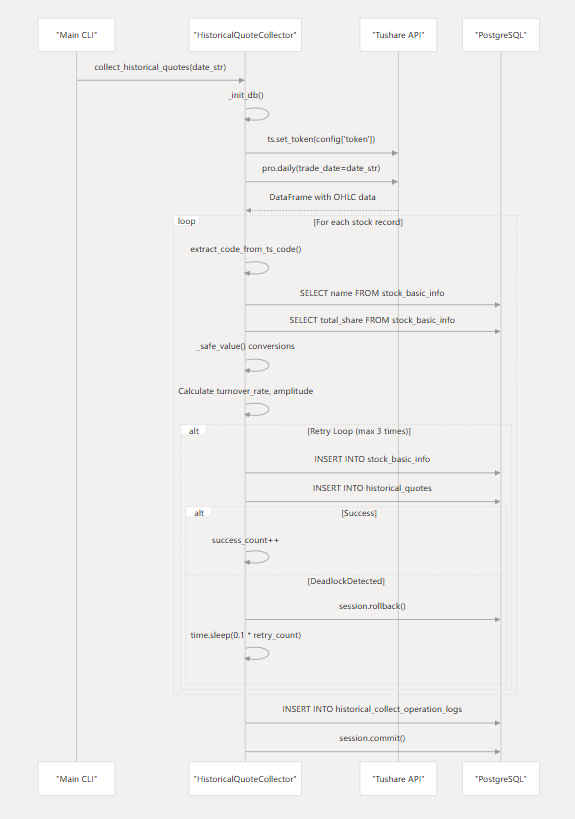 "Main CLI" "HistoricalQuoteCollector" "Tushare API" "PostgreSQL"
collect_historical_quotes(date_str)
_init_db()
ts.set_token(config['token'])
pro.daily(trade_date=date_str)
DataFrame with OHLC data
loop [For each stock record]
extract_code_from_ts_code()
SELECT name FROM stock_basic_info
SELECT total_share FROM stock_basic_info
_safe_value() conversions
Calculate turnover_rate, amplitude
alt [Retry Loop (max 3 times)]
INSERT INTO stock_basic_info
INSERT INTO historical_quotes
alt [Success]
success_count++
[DeadlockDetected]
session.rollback()
time.sleep(0.1 * retry_count)
INSERT INTO historical_collect_operation_logs
session.commit()
"Main CLI" "HistoricalQuoteCollector" "Tushare API" "PostgreSQL"